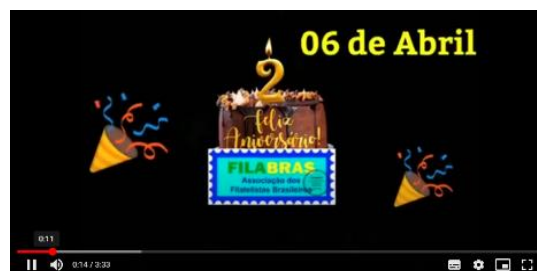 06 de Abril
2
feliz
Aniversário!
FILABRAS
Associação dos
Filatelistas Brasileiros
0:11
0:14 / 3:33